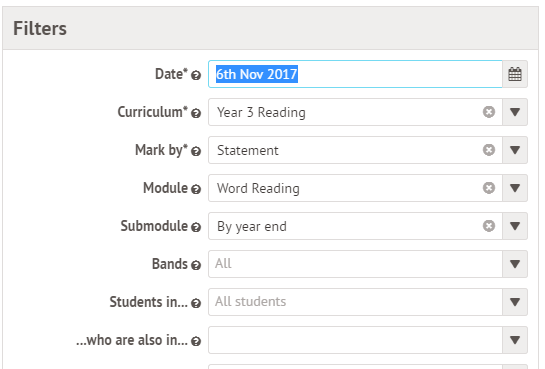 Filters
Date* 6th Nov 2017
Curriculum* Year 3 Reading
Mark by* Statement
Module Word Reading
Submodule By year end
Bands All
Students in... All students
...who are also in...